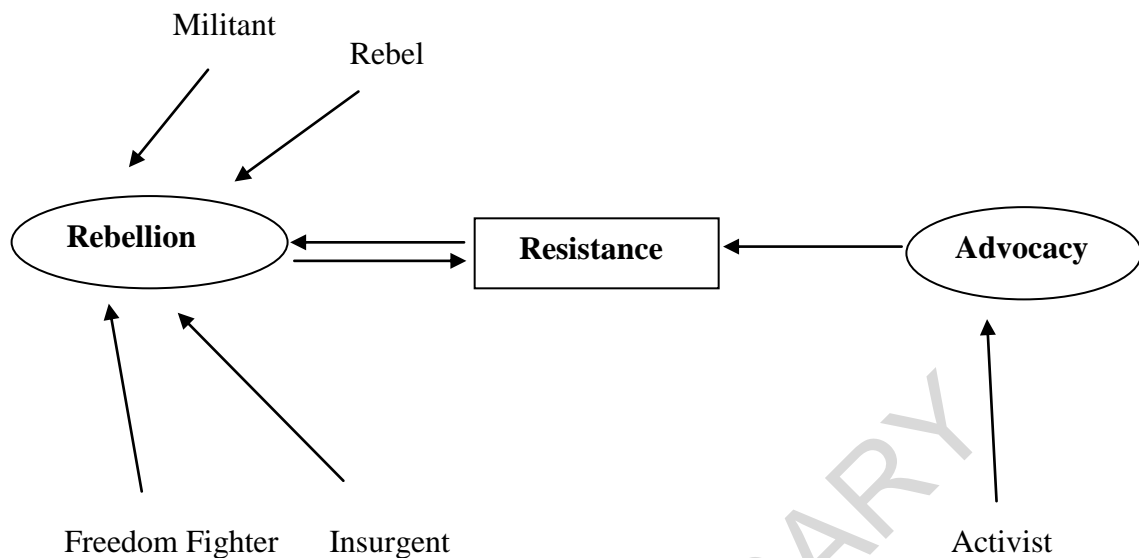 Militant
Rebel
Rebellion
Resistance
Advocacy
Freedom Fighter
Insurgent
Activist